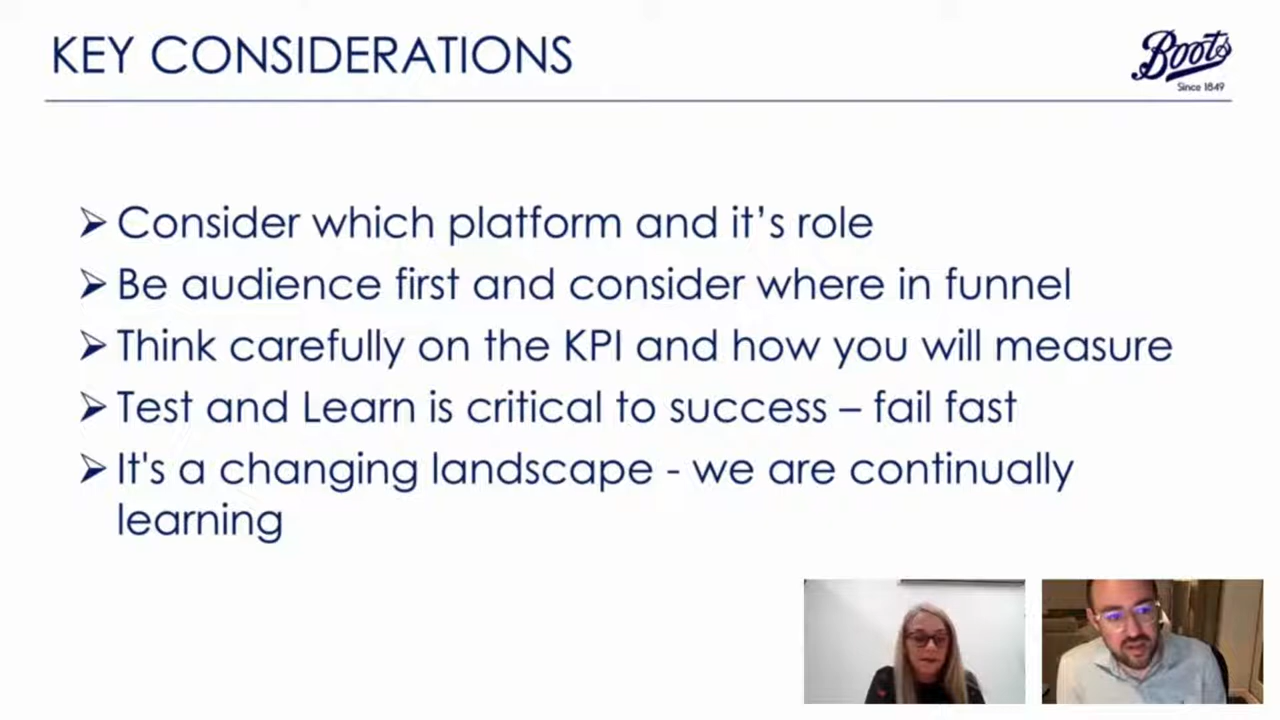 KEY CONSIDERATIONS
Boots
Since 1849
➢ Consider which platform and it’s role
➢ Be audience first and consider where in funnel
➢ Think carefully on the KPI and how you will measure
➢ Test and Learn is critical to success – fail fast
➢ It's a changing landscape - we are continually
learning